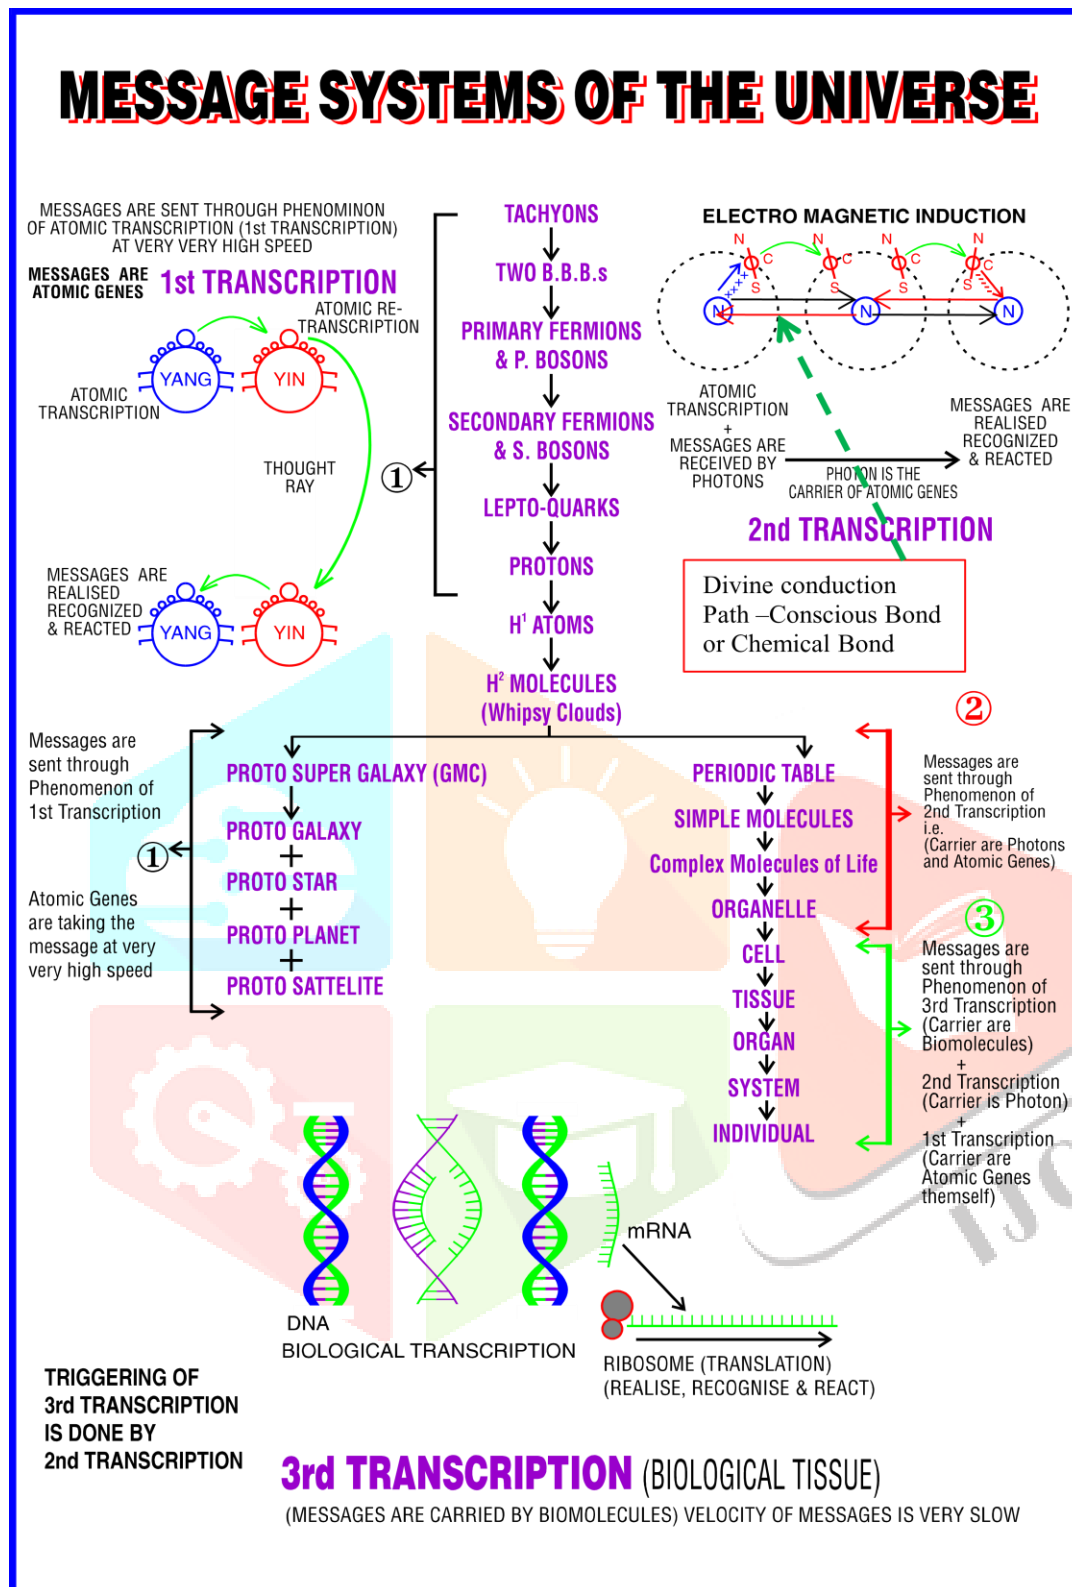 MESSAGE SYSTEMS OF THE UNIVERSE
MESSAGES ARE SENT THROUGH PHENOMINON
OF ATOMIC TRANSCRIPTION (1st TRANSCRIPTION)
AT VERY VERY HIGH SPEED
MESSAGES ARE
ATOMIC GENES
1st TRANSCRIPTION
ATOMIC RE-
TRANSCRIPTION
YANG
YIN
ATOMIC
TRANSCRIPTION
THOUGHT
RAY
MESSAGES ARE
REALISED
RECOGNIZED
& REACTED
YANG
YIN
1
TACHYONS
TWO B.B.B.s
PRIMARY FERMIONS
& P. BOSONS
SECONDARY FERMIONS
& S. BOSONS
LEPTO-QUARKS
PROTONS
H¹ ATOMS
H² MOLECULES
(Whipsy Clouds)
ELECTRO MAGNETIC INDUCTION
N
C
S
N
C
S
N
C
S
N
C
S
××××
N
N
N
ATOMIC
TRANSCRIPTION
+
MESSAGES ARE
RECEIVED BY
PHOTONS
PHOTON IS THE
CARRIER OF ATOMIC GENES
MESSAGES ARE
REALISED
RECOGNIZED
& REACTED
2nd TRANSCRIPTION
Divine conduction
Path –Conscious Bond
or Chemical Bond
Messages are
sent through
Phenomenon of
1st Transcription
1
Atomic Genes
are taking the
message at very
very high speed
PROTO SUPER GALAXY (GMC)
PROTO GALAXY
+
PROTO STAR
+
PROTO PLANET
+
PROTO SATTELITE
PERIODIC TABLE
SIMPLE MOLECULES
Complex Molecules of Life
ORGANELLE
CELL
TISSUE
ORGAN
SYSTEM
INDIVIDUAL
2
Messages are
sent through
Phenomenon of
2nd Transcription
i.e.
(Carrier are Photons
and Atomic Genes)
3
Messages are
sent through
Phenomenon of
3rd Transcription
(Carrier are
Biomolecules)
+
2nd Transcription
(Carrier is Photon)
+
1st Transcription
(Carrier are
Atomic Genes
themself)
DNA
BIOLOGICAL TRANSCRIPTION
mRNA
RIBOSOME (TRANSLATION)
(REALISE, RECOGNISE & REACT)
TRIGGERING OF
3rd TRANSCRIPTION
IS DONE BY
2nd TRANSCRIPTION
3rd TRANSCRIPTION (BIOLOGICAL TISSUE)
(MESSAGES ARE CARRIED BY BIOMOLECULES) VELOCITY OF MESSAGES IS VERY SLOW